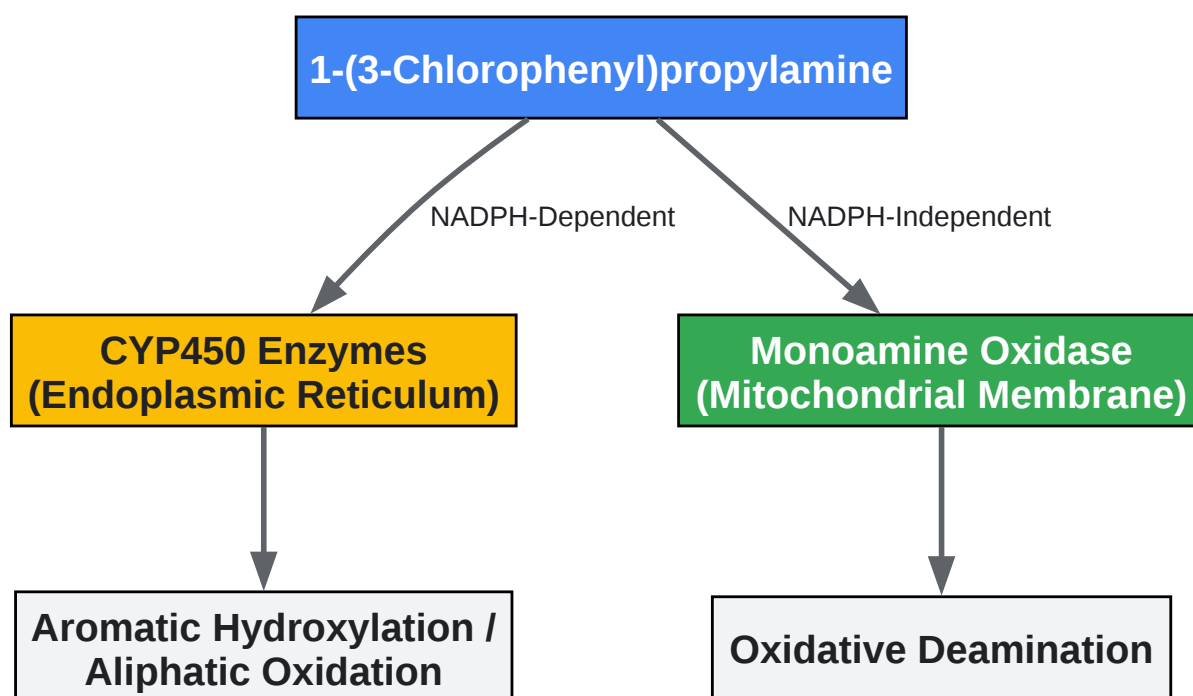 1-(3-Chlorophenyl)propylamine
NADPH-Dependent
NADPH-Independent
CYP450 Enzymes
(Endoplasmic Reticulum)
Monoamine Oxidase
(Mitochondrial Membrane)
Aromatic Hydroxylation /
Aliphatic Oxidation
Oxidative Deamination